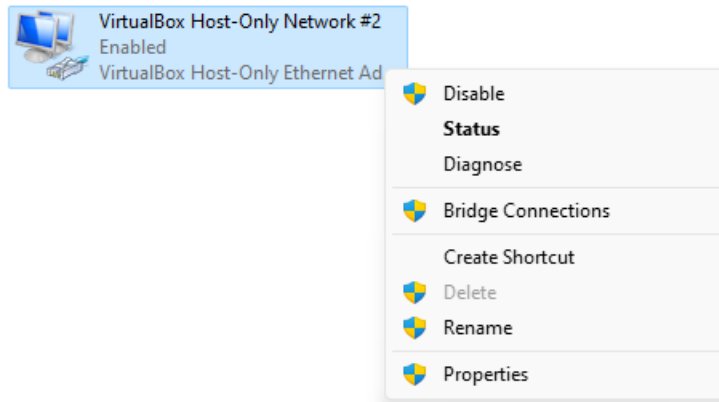 VirtualBox Host-Only Network #2
Enabled
VirtualBox Host-Only Ethernet Ad
Disable
Status
Diagnose
Bridge Connections
Create Shortcut
Delete
Rename
Properties